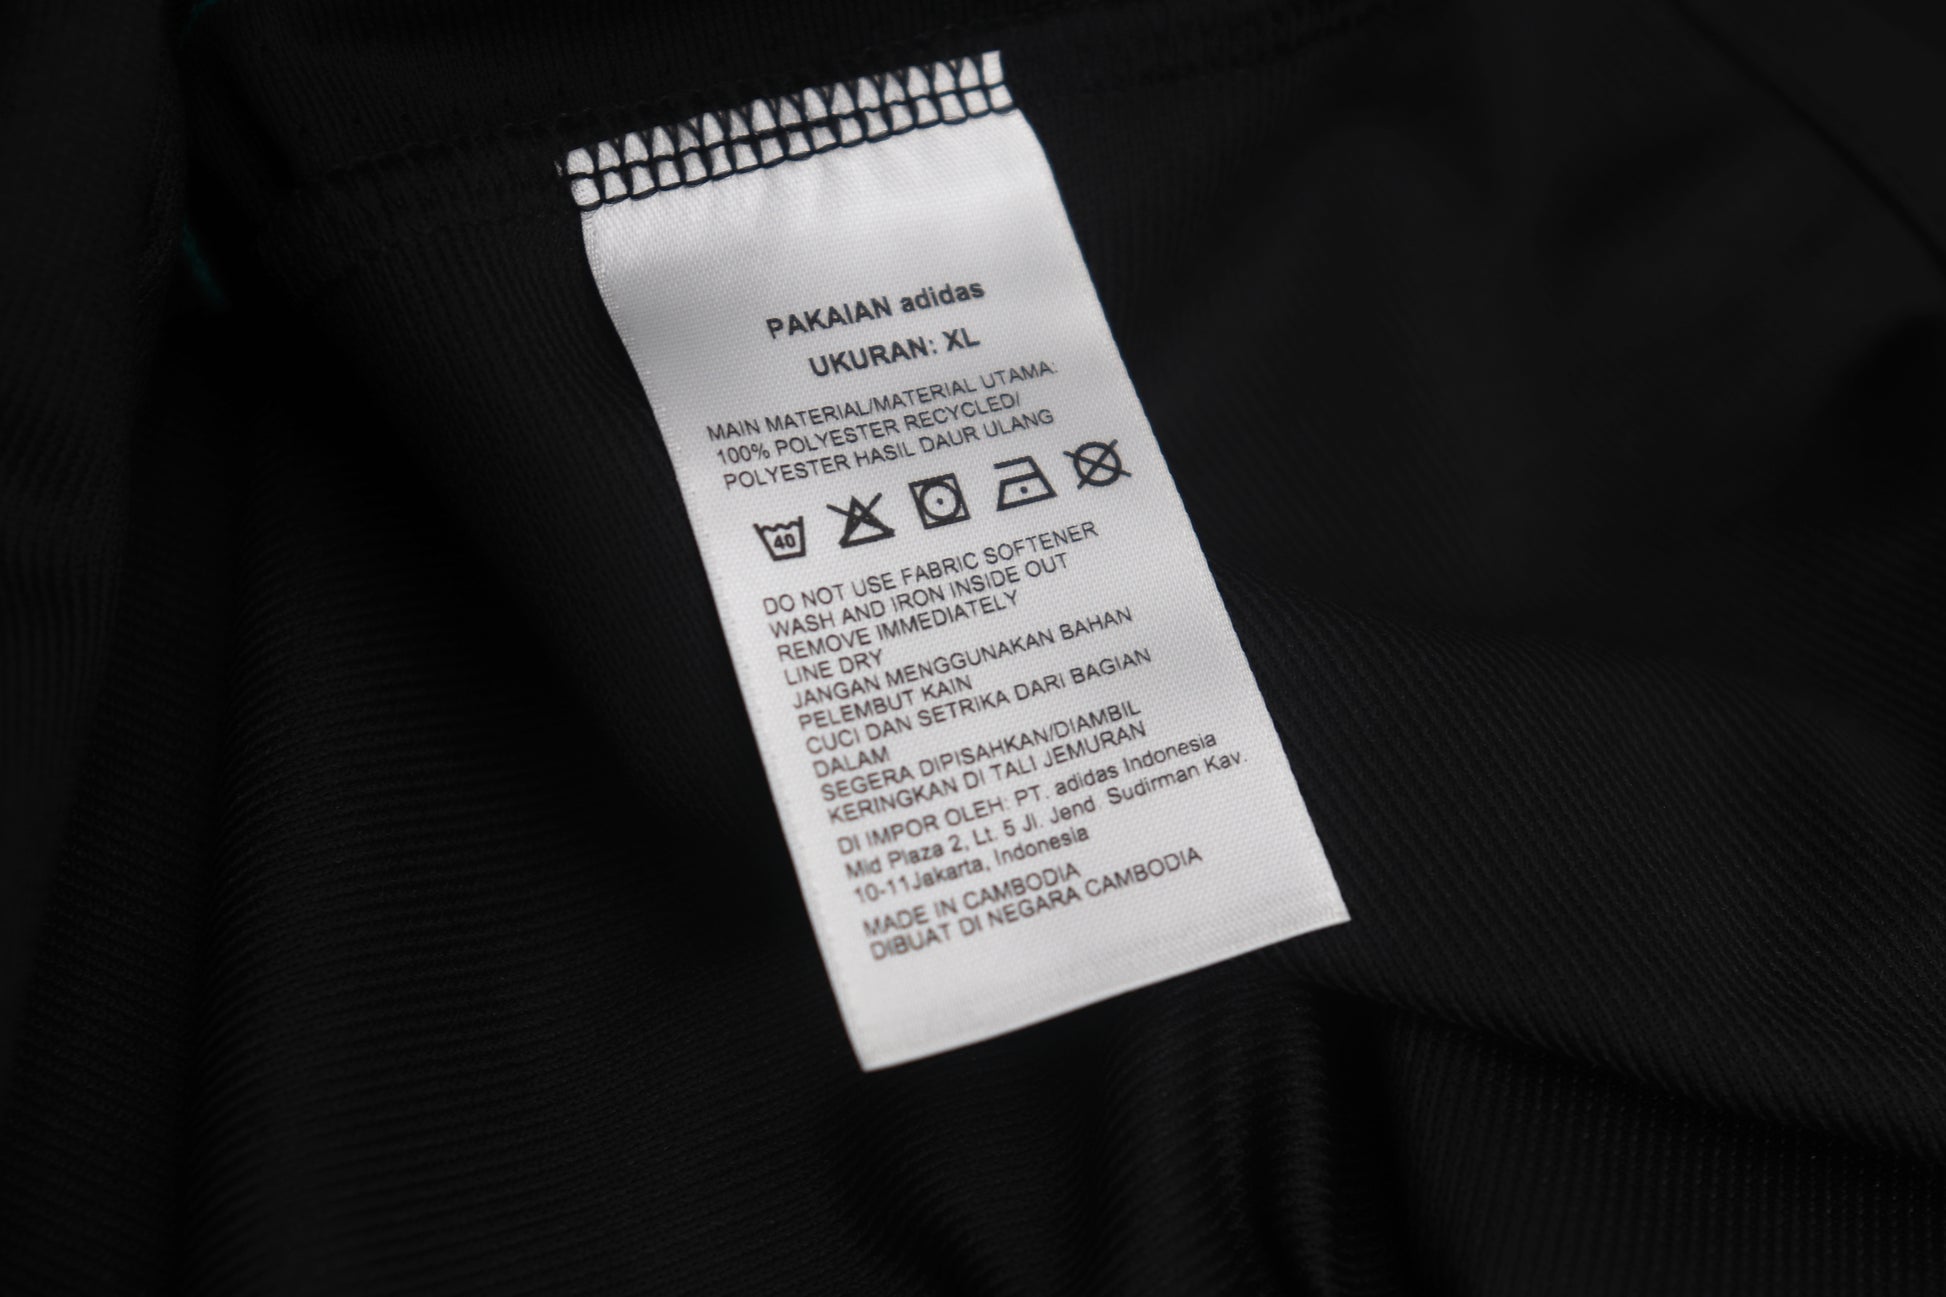 PAKAIAN adidas
UKURAN: XL
MAIN MATERIAL/MATERIAL UTAMA:
100% POLYESTER RECYCLED/
POLYESTER HASIL DAUR ULANG
40
DO NOT USE FABRIC SOFTENER
WASH AND IRON INSIDE OUT
REMOVE IMMEDIATELY
LINE DRY
JANGAN MENGGUNAKAN BAHAN
PELEMBUT KAIN
CUCI DAN SETRIKA DARI BAGIAN
DALAM
SEGERA DIPISAHKAN/DIAMBIL
KERINGKAN DI TALI JEMURAN
DI IMPOR OLEH: PT. adidas Indonesia
Mid Plaza 2, Lt. 5 Jl. Jend Sudirman Kav.
10-11Jakarta, Indonesia
MADE IN CAMBODIA
DIBUAT DI NEGARA CAMBODIA